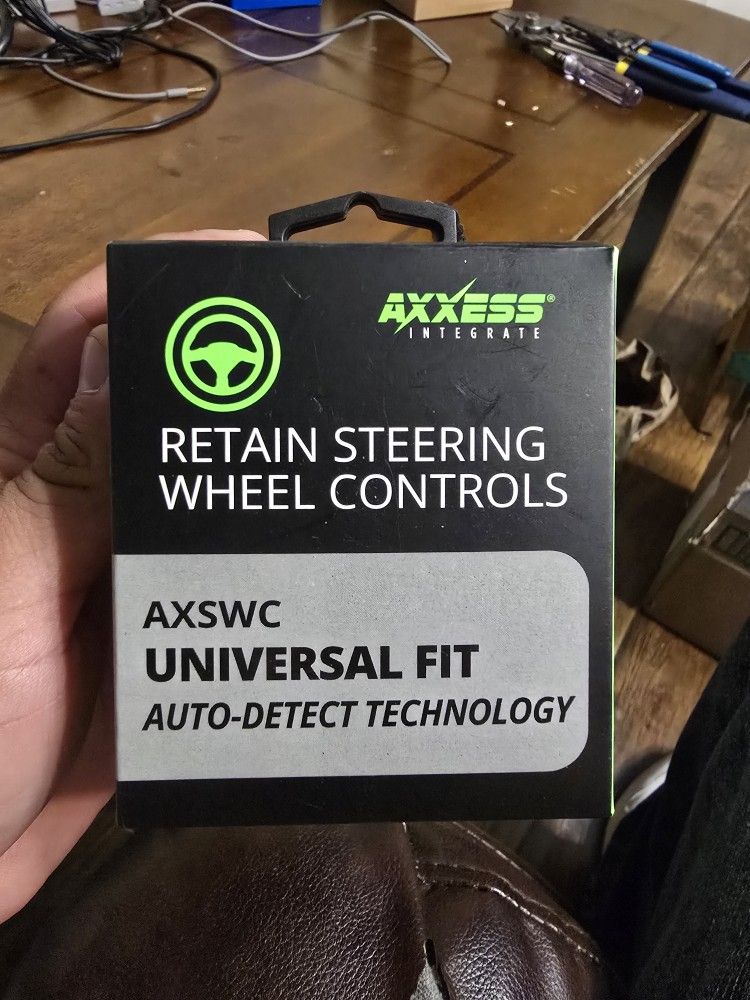 AXXESS®
INTEGRATE
RETAIN STEERING
WHEEL CONTROLS
AXSWC
UNIVERSAL FIT
AUTO-DETECT TECHNOLOGY